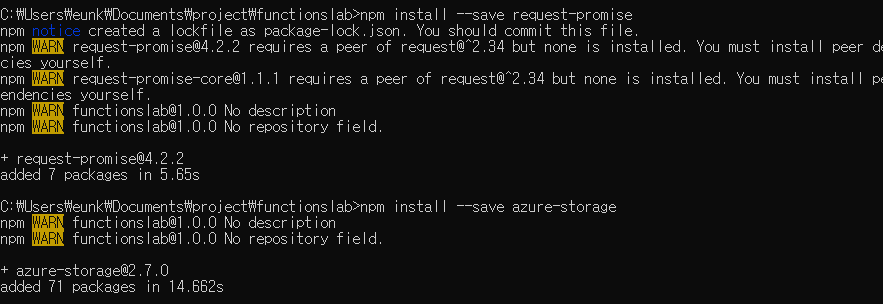 C:\Users\eunk\Documents\project\functionslab>npm install --save request-promise
npm notice created a lockfile as package-lock.json. You should commit this file.
npm WARN request-promise@4.2.2 requires a peer of request@^2.34 but none is installed. You must install peer de
cies yourself.
npm WARN request-promise-core@1.1.1 requires a peer of request@^2.34 but none is installed. You must install pe
endencies yourself.
npm WARN functionslab@1.0.0 No description
npm WARN functionslab@1.0.0 No repository field.
+ request-promise@4.2.2
added 7 packages in 5.65s
C:\Users\eunk\Documents\project\functionslab>npm install --save azure-storage
npm WARN functionslab@1.0.0 No description
npm WARN functionslab@1.0.0 No repository field.
+ azure-storage@2.7.0
added 71 packages in 14.662s